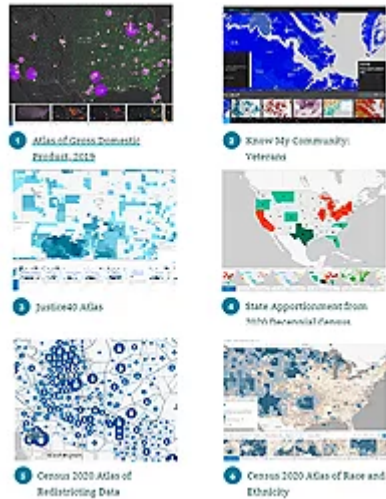 1 Atlas of Gross Domestic
Product, 2019
2 Know My Community:
Veterans
3 Justice40 Atlas
4 State Apportionment from
2020 Decennial Census
5 Census 2020 Atlas of
Redistricting Data
6 Census 2020 Atlas of Race and
Ethnicity